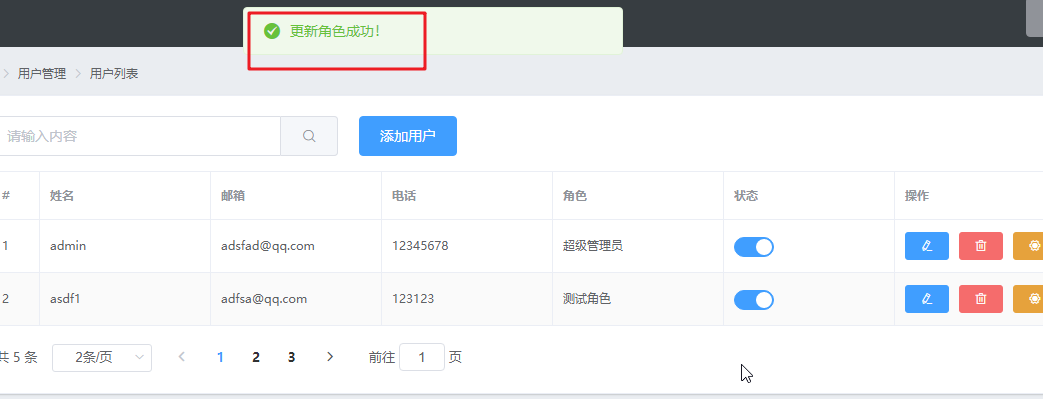 更新角色成功！
用户管理 > 用户列表
请输入内容 添加用户
# 姓名 邮箱 电话 角色 状态 操作
1 admin adsfad@qq.com 12345678 超级管理员
2 asdf1 adfsa@qq.com 123123 测试角色
共 5 条 2条/页 < 1 2 3 > 前往 1 页